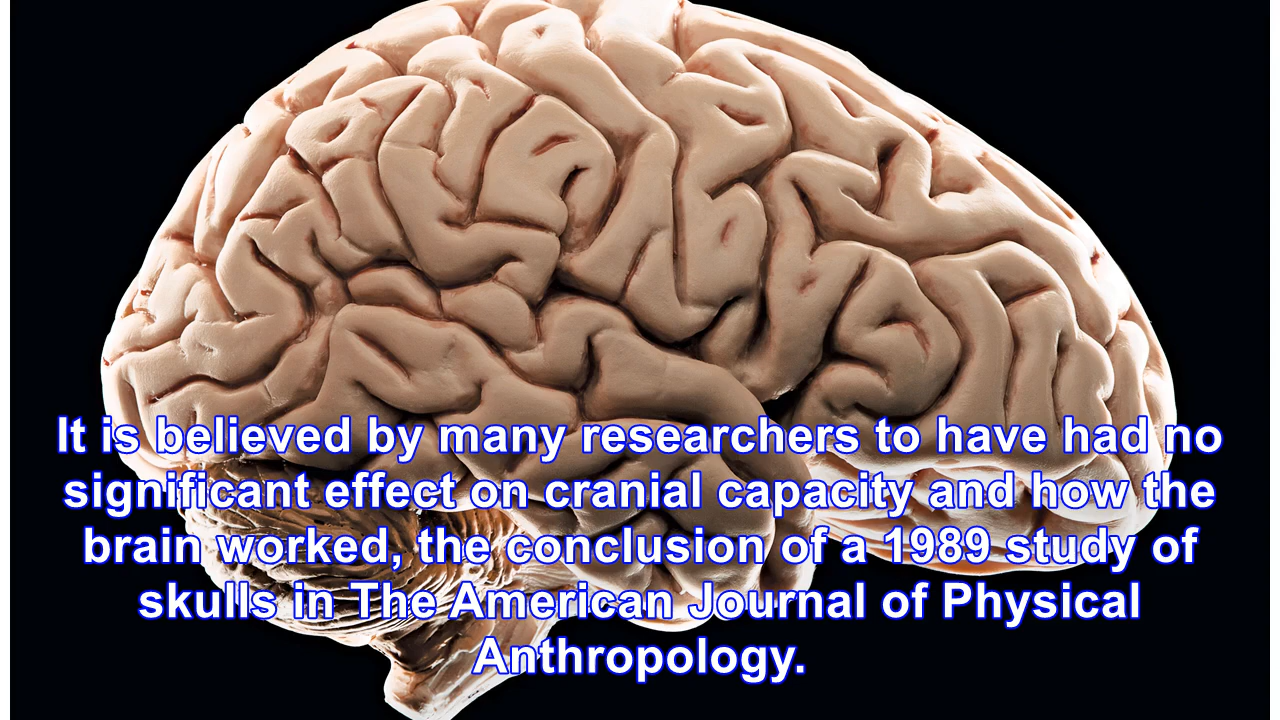 It is believed by many researchers to have had no
significant effect on cranial capacity and how the
brain worked, the conclusion of a 1989 study of
skulls in The American Journal of Physical
Anthropology.